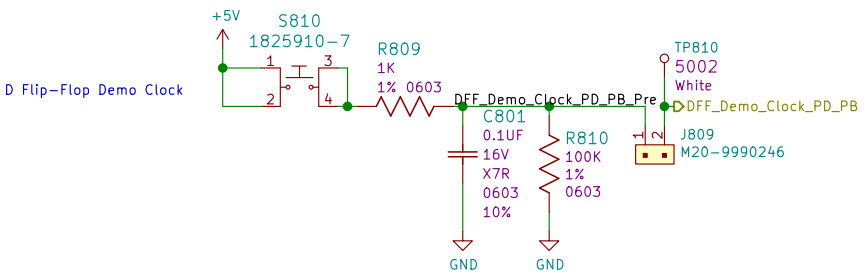 +5V
S810
1825910-7
1
3
2
4
D Flip-Flop Demo Clock
R809
1K
1% 0603
DFF_Demo_Clock_PD_PB_Pre
C801
0.1UF
16V
X7R
0603
10%
R810
100K
1%
0603
TP810
5002
White
DFF_Demo_Clock_PD_PB
1
2
J809
M20-9990246
GND
GND